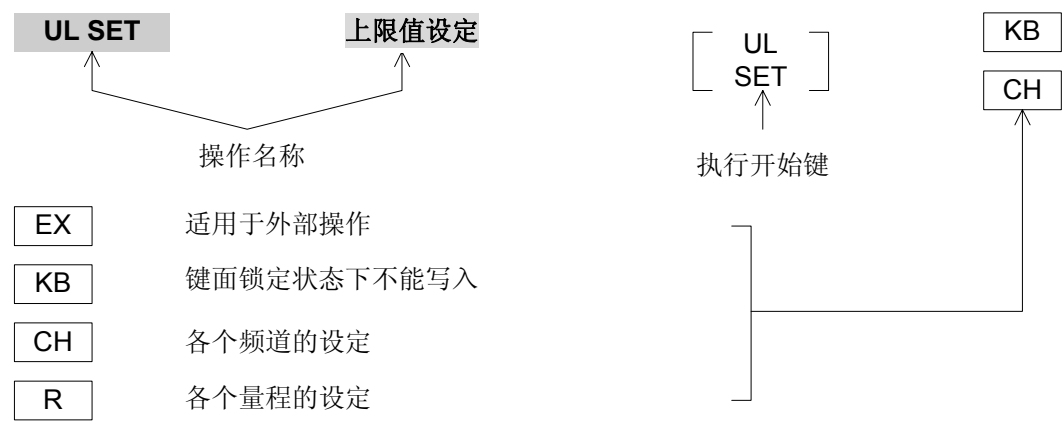 UL SET 上限值设定
UL
SET
KB
CH
操作名称
执行开始键
EX 适用于外部操作
KB 键面锁定状态下不能写入
CH 各个频道的设定
R 各个量程的设定